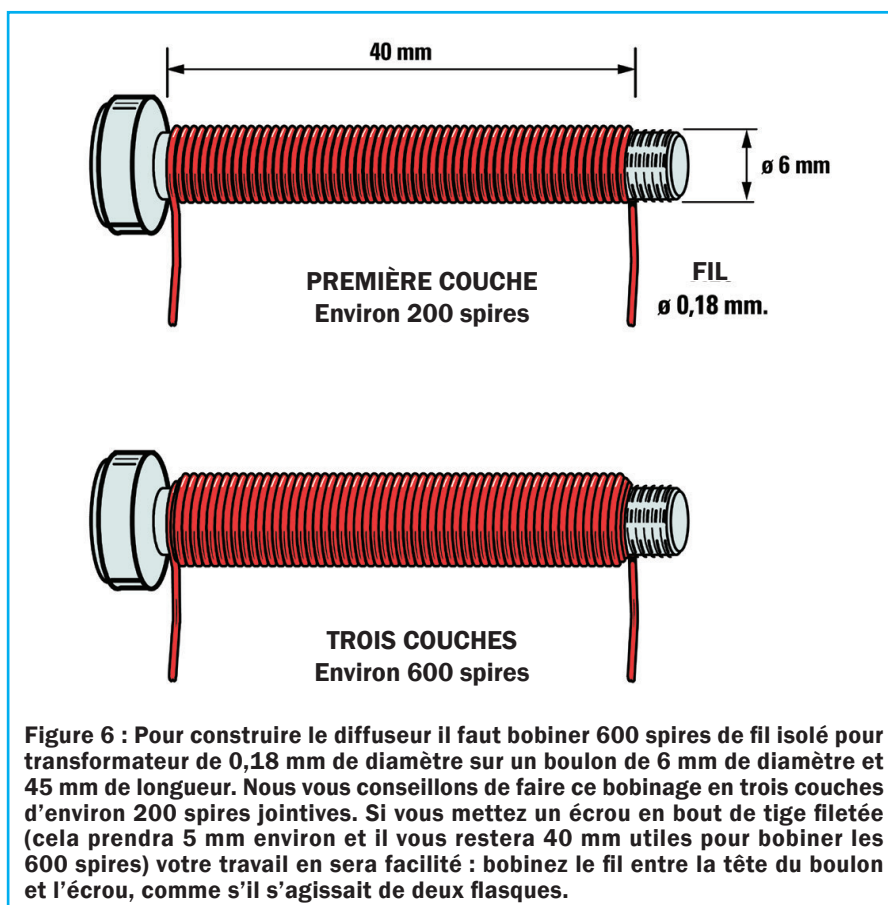 40 mm
ø 6 mm
PREMIÈRE COUCHE
Environ 200 spires
FIL
ø 0,18 mm.
TROIS COUCHES
Environ 600 spires
Figure 6 : Pour construire le diffuseur il faut bobiner 600 spires de fil isolé pour
transformateur de 0,18 mm de diamètre sur un boulon de 6 mm de diamètre et
45 mm de longueur. Nous vous conseillons de faire ce bobinage en trois couches
d’environ 200 spires jointives. Si vous mettez un écrou en bout de tige filetée
(cela prendra 5 mm environ et il vous restera 40 mm utiles pour bobiner les
600 spires) votre travail en sera facilité : bobinez le fil entre la tête du boulon
et l’écrou, comme s’il s’agissait de deux flasques.